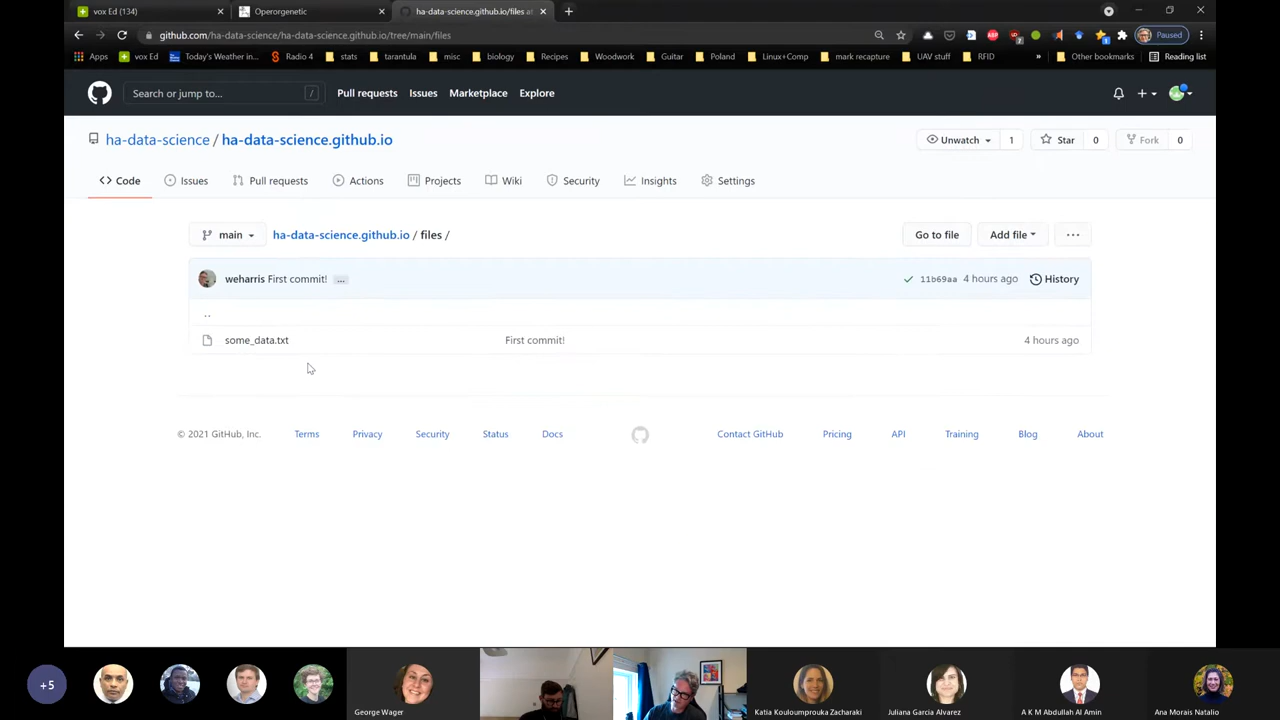 vox Ed (134)
Operorgenetic
ha-data-science.github.io/files at
github.com/ha-data-science/ha-data-science.github.io/tree/main/files
Paused
Apps
vox Ed
Today's Weather in...
Radio 4
stats
tarantula
misc
biology
Recipes
Woodwork
Guitar
Poland
Linux+Comp
mark recapture
UAV stuff
RFID
»
Other bookmarks
Reading list
Search or jump to...
/
Pull requests
Issues
Marketplace
Explore
ha-data-science / ha-data-science.github.io
Unwatch
1
Star
0
Fork
0
<> Code
Issues
Pull requests
Actions
Projects
Wiki
Security
Insights
Settings
main
ha-data-science.github.io / files /
Go to file
Add file
...
weharris First commit! ...
11b69aa
4 hours ago
History
..
some_data.txt
First commit!
4 hours ago
© 2021 GitHub, Inc.
Terms
Privacy
Security
Status
Docs
Contact GitHub
Pricing
API
Training
Blog
About
+5
George Wager
Katia Kouloumprouka Zacharaki
Juliana Garcia Alvarez
A K M Abdullah Al Amin
Ana Morais Natalio